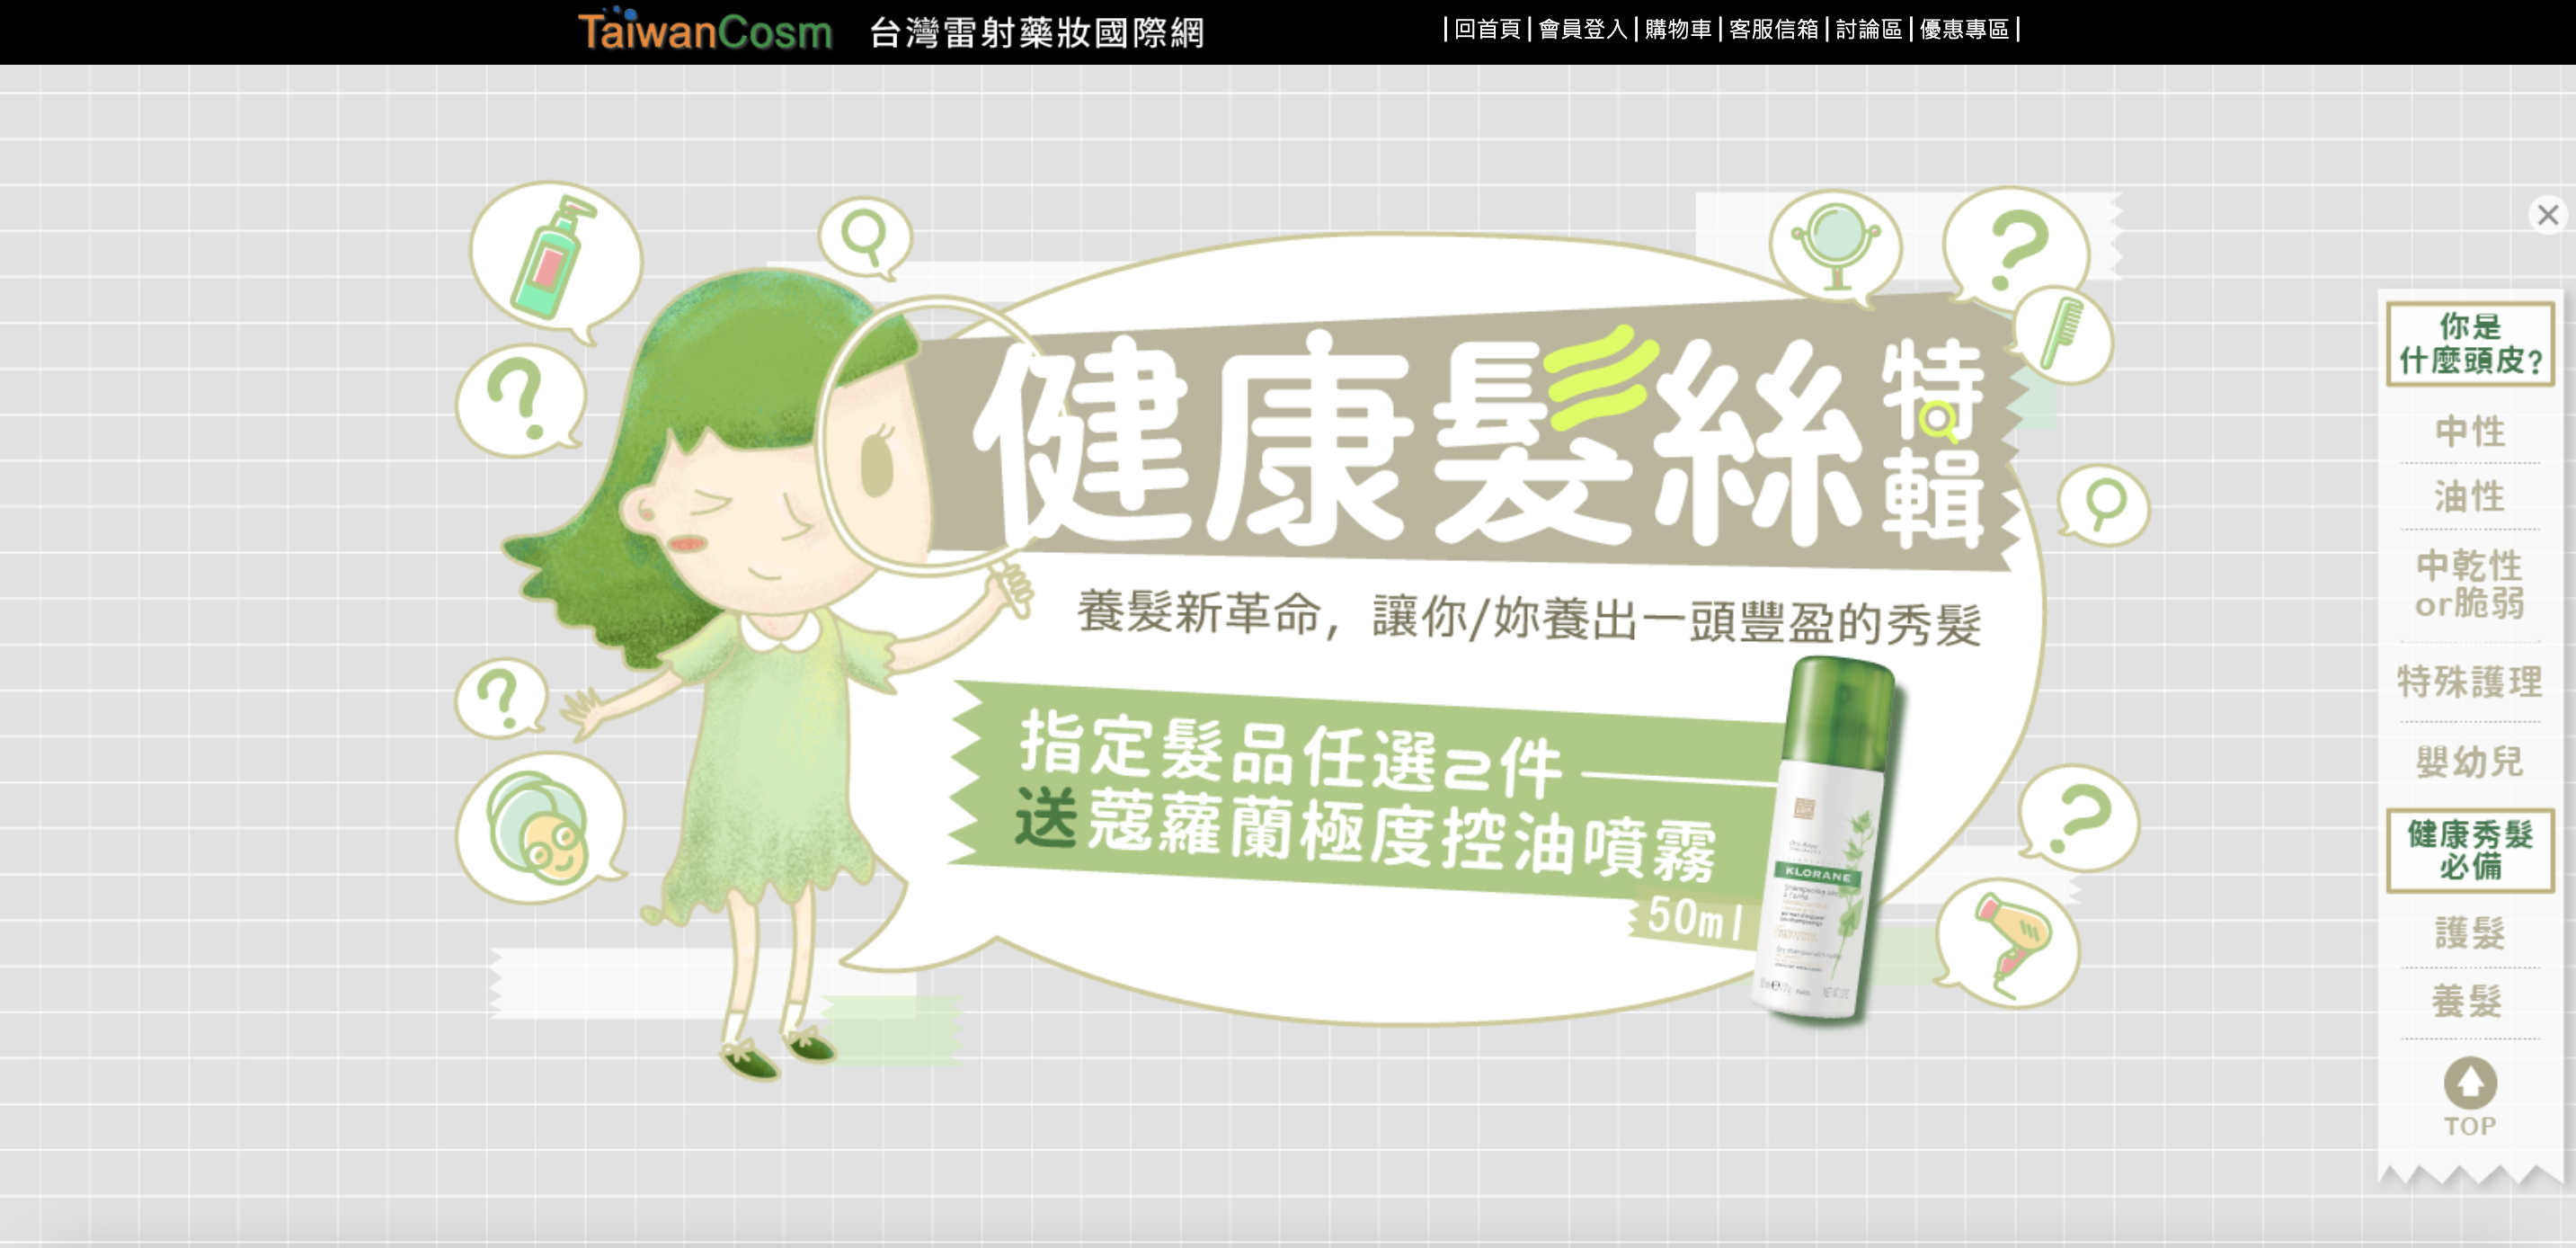 TaiwanCosm 台灣雷射藥妝國際網
|回首頁|會員登入|購物車|客服信箱|討論區|優惠專區|
健康髮絲特輯
養髮新革命，讓你/妳養出一頭豐盈的秀髮
指定髮品任選2件
送蔻蘿蘭極度控油噴霧
50ml
KLORANE
你是
什麼頭皮?
中性
油性
中乾性
or脆弱
特殊護理
嬰幼兒
健康秀髮
必備
護髮
養髮
TOP